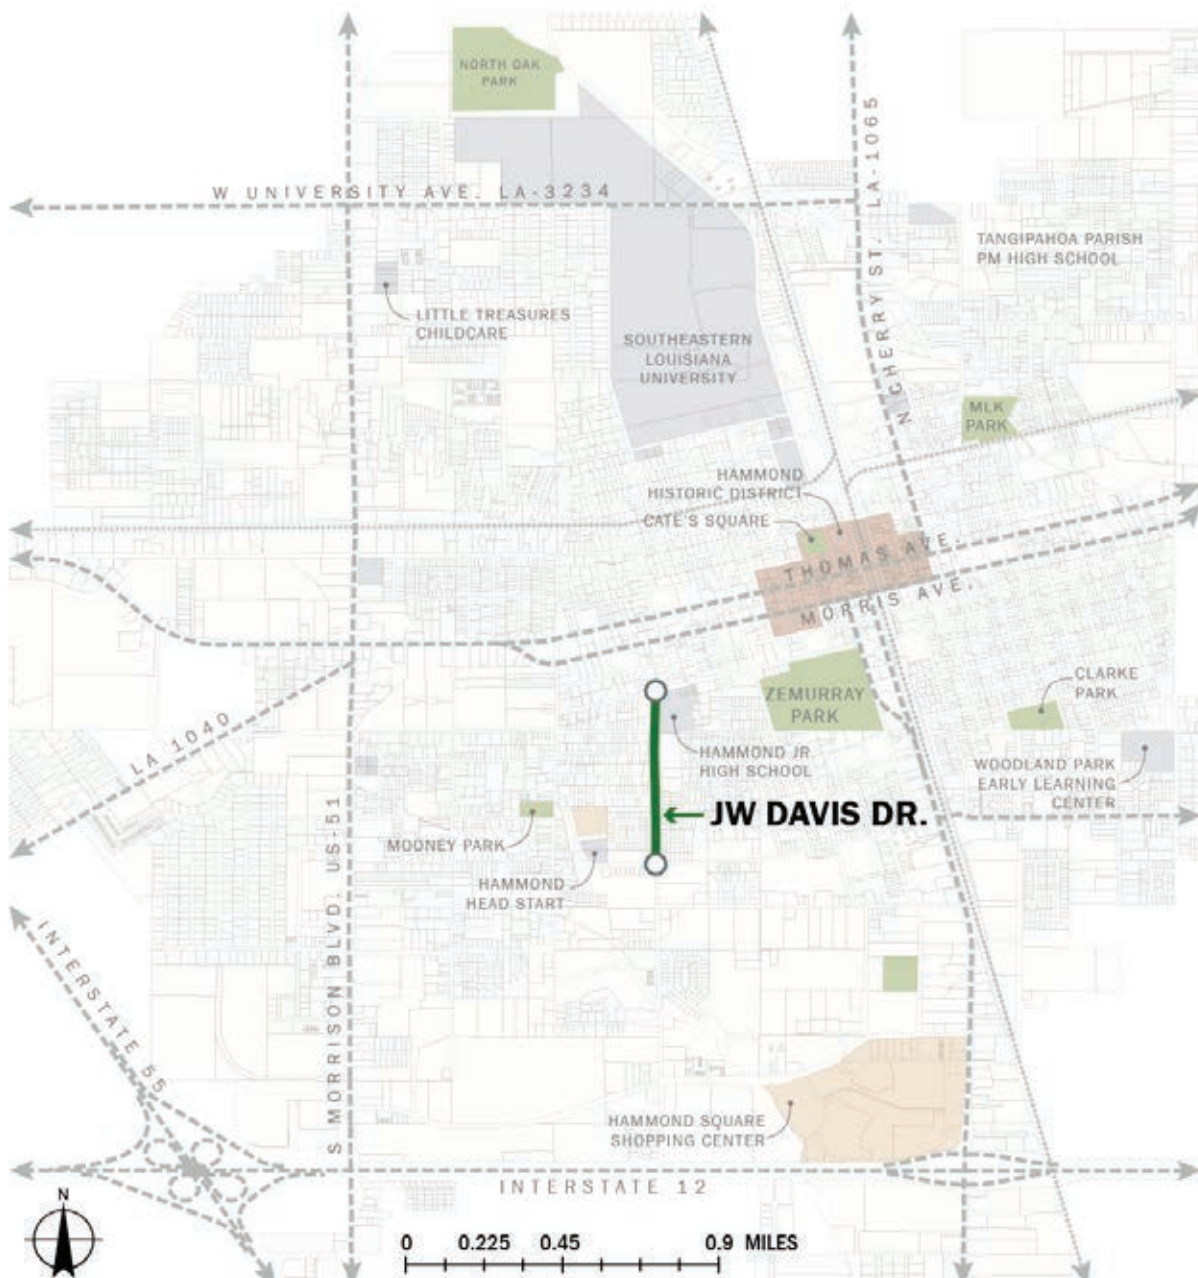 NORTH OAK
PARK
W UNIVERSITY AVE. LA-3234
N CHERRY ST. LA-1065
TANGIPAHOA PARISH
PM HIGH SCHOOL
LITTLE TREASURES
CHILDCARE
SOUTHEASTERN
LOUISIANA
UNIVERSITY
MLK
PARK
HAMMOND
HISTORIC DISTRICT
CATE'S SQUARE
THOMAS AVE.
MORRIS AVE.
ZEMURRAY
PARK
CLARKE
PARK
LA 1040
HAMMOND JR.
HIGH SCHOOL
WOODLAND PARK
EARLY LEARNING
CENTER
JW DAVIS DR.
MOONEY PARK
HAMMOND
HEAD START
S MORRISON BLVD. US-51
INTERSTATE 55
HAMMOND SQUARE
SHOPPING CENTER
INTERSTATE 12
N
0 0.225 0.45 0.9 MILES